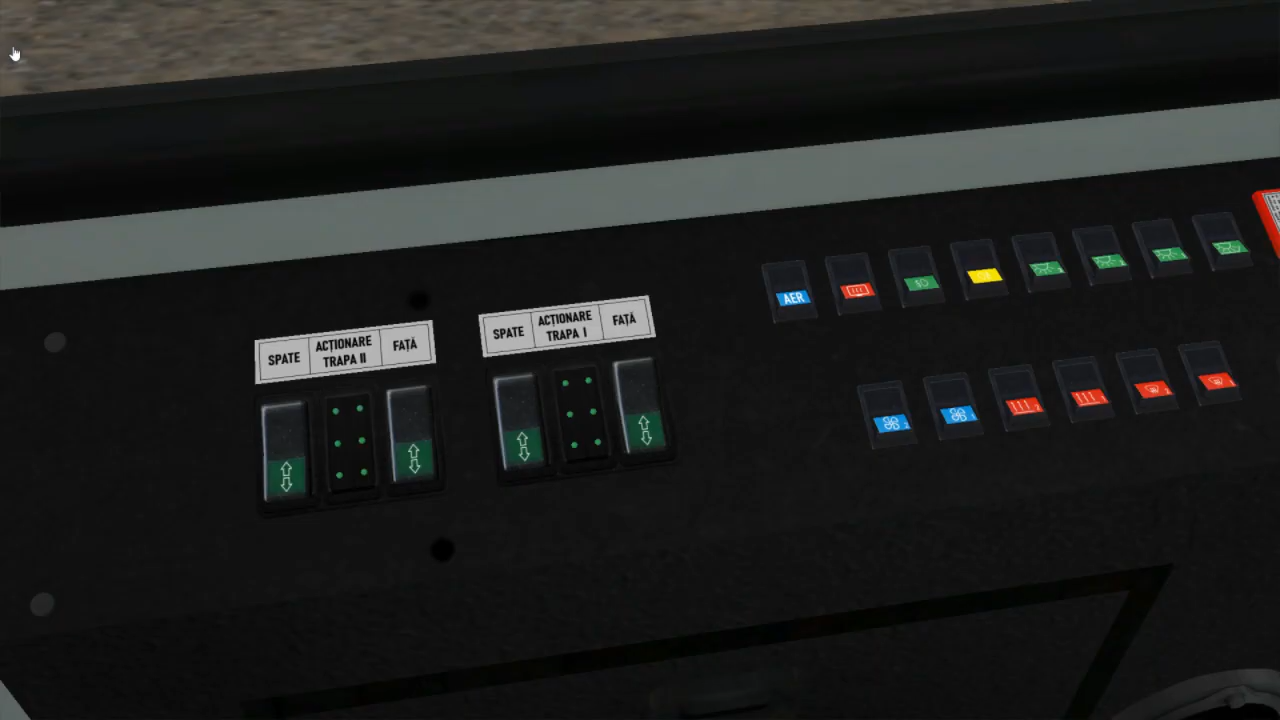 SPATE
ACȚIONARE
TRAPA II
FAȚĂ
SPATE
ACȚIONARE
TRAPA I
FAȚĂ
AER